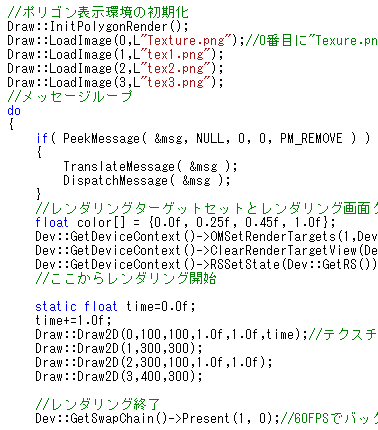 //ポリゴン表示環境の初期化
Draw::InitPolygonRender();
Draw::LoadImage(0,L"Texture.png");//0番目に"Texure.pn
Draw::LoadImage(1,L"tex1.png");
Draw::LoadImage(2,L"tex2.png");
Draw::LoadImage(3,L"tex3.png");
//メッセージループ
do
{
if( PeekMessage( &msg, NULL, 0, 0, PM_REMOVE ) )
{
TranslateMessage( &msg );
DispatchMessage( &msg );
}
//レンダリングターゲットセットとレンダリング画面ク
float color[] = {0.0f, 0.25f, 0.45f, 1.0f};
Dev::GetDeviceContext()->OMSetRenderTargets(1,Dev
Dev::GetDeviceContext()->ClearRenderTargetView(De
Dev::GetDeviceContext()->RSSetState(Dev::GetRS())
//ここからレンダリング開始
static float time=0.0f;
time+=1.0f;
Draw::Draw2D(0,100,100,1.0f,1.0f,time);//テクスチ
Draw::Draw2D(1,300,300);
Draw::Draw2D(2,300,100,1.0f,1.0f);
Draw::Draw2D(3,400,300);
//レンダリング終了
Dev::GetSwapChain()->Present(1, 0);//60FPSでバック